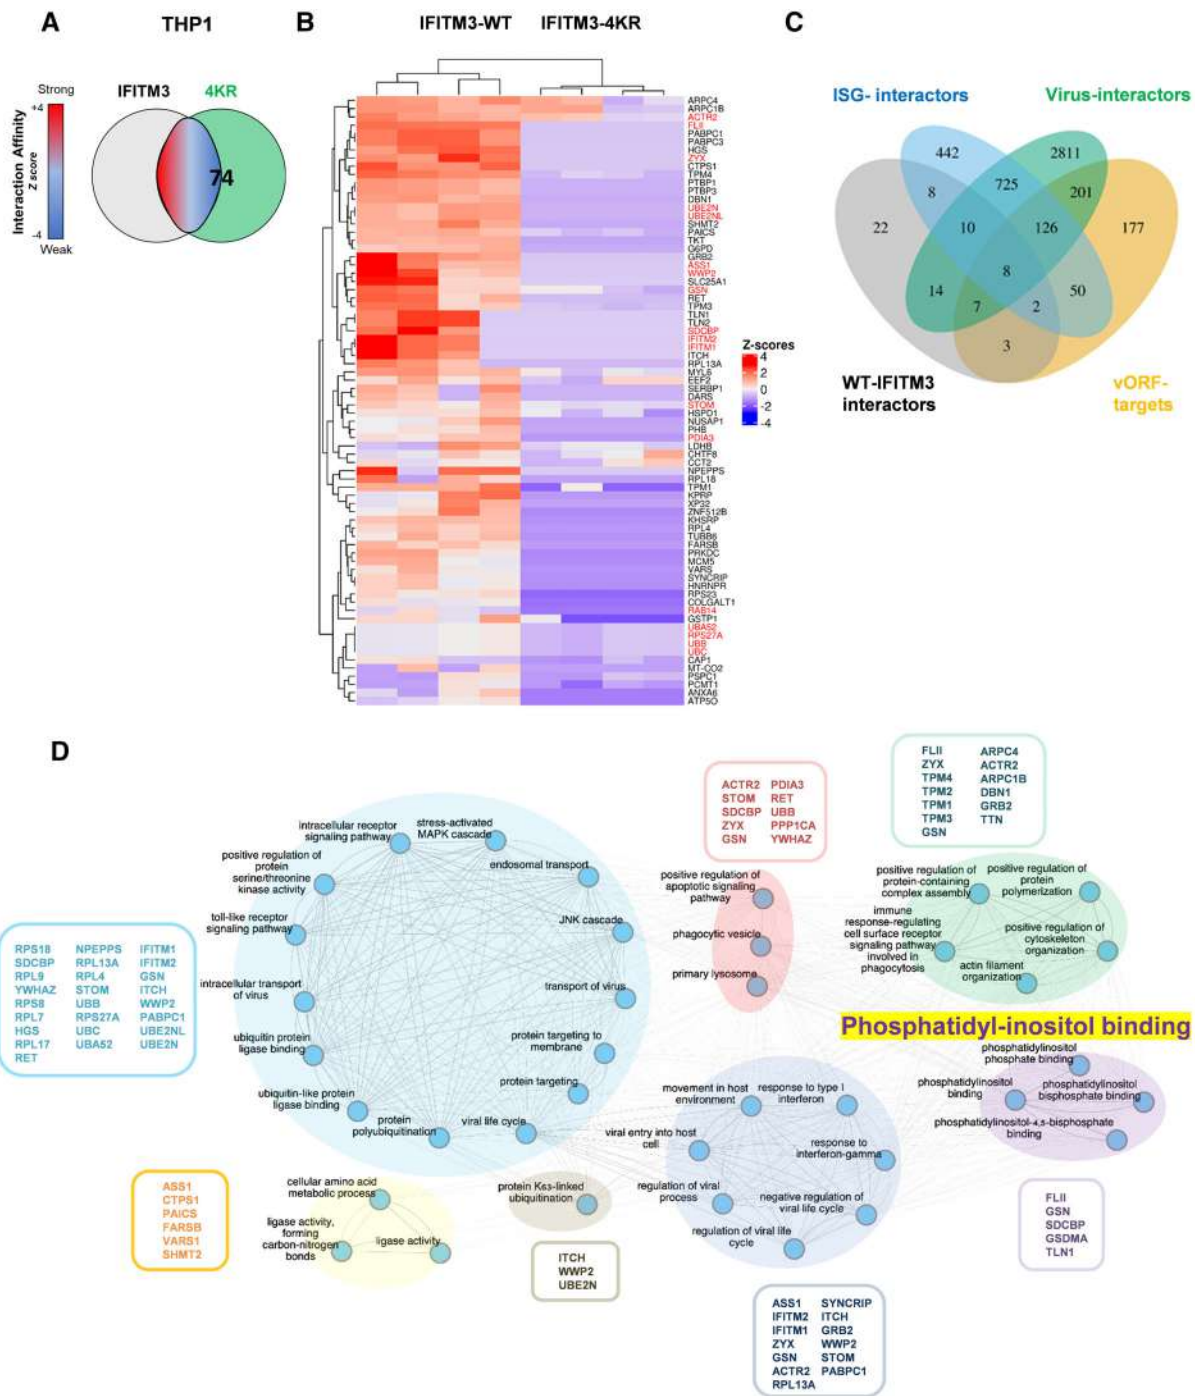 A
THP1
IFITM3
4KR
Strong
+4
Interaction Affinity
Z score
-4
Weak
74
B
IFITM3-WT
IFITM3-4KR
ARPC4
ARPC1B
ACTR2
FLII
PABPC1
PABPC3
HGS
ZYX
CTPS1
TPM4
PTBP1
PTBP3
DBN1
UBE2N
UBE2NL
SHMT2
PAICS
TKT
G6PD
GRB2
ASS1
WWP2
SLC25A1
GSN
RET
TPM3
TLN1
TLN2
SDCBP
IFITM2
IFITM1
ITCH
RPL13A
MYL6
EEF2
SERBP1
DARS
STOM
HSPD1
NUSAP1
PHB
PDIA3
LDHB
CHTF8
CCT2
NPEPPS
RPL18
TPM1
KPRP
XP32
ZNF512B
KHSRP
RPL4
TUBB6
FARSB
PRKDC
MCM5
VARS
SYNCRIP
HNRNPR
RPS23
COLGALT1
RAB14
GSTP1
UBA52
RPS27A
UBB
UBC
CAP1
MT-CO2
PSPC1
PCMT1
ANXA6
ATP5O
Z-scores
4
2
0
-2
-4
C
ISG- interactors
Virus-interactors
442
2811
8
725
201
22
10
126
177
8
14
7
2
50
3
WT-IFITM3
interactors
vORF-
targets
D
intracellular receptor
signaling pathway
stress-activated
MAPK cascade
positive regulation of
protein
serine/threonine
kinase activity
endosomal transport
toll-like receptor
signaling pathway
JNK cascade
intracellular transport
of virus
transport of virus
ubiquitin protein
ligase binding
protein targeting to
membrane
ubiquitin-like protein
ligase binding
protein targeting
protein
polyubiquitination
viral life cycle
RPS18 NPEPPS IFITM1
SDCBP RPL13A IFITM2
RPL9 RPL4 GSN
YWHAZ STOM ITCH
RPS8 UBB WWP2
RPL7 RPS27A PABPC1
HGS UBC UBE2NL
RPL17 UBA52 UBE2N
RET
ACTR2 PDIA3
STOM RET
SDCBP UBB
ZYX PPP1CA
GSN YWHAZ
positive regulation of
apoptotic signaling
pathway
phagocytic vesicle
primary lysosome
FLII ARPC4
ZYX ACTR2
TPM4 ARPC1B
TPM2 DBN1
TPM1 GRB2
TPM3 TTN
GSN
positive regulation of
protein-containing
complex assembly
positive regulation of
protein
polymerization
immune
response-regulating
cell surface receptor
signaling pathway
involved in
phagocytosis
positive regulation of
cytoskeleton
organization
actin filament
organization
Phosphatidyl-inositol binding
phosphatidylinositol
phosphate binding
phosphatidylinositol
binding
phosphatidylinositol
bisphosphate binding
phosphatidylinositol-4,5-bisphosphate
binding
FLII
GSN
SDCBP
GSDMA
TLN1
movement in host
environment
response to type I
interferon
viral entry into host
cell
response to
interferon-gamma
regulation of viral
process
negative regulation of
viral life cycle
regulation of viral life
cycle
ASS1 SYNCRIP
IFITM2 ITCH
IFITM1 GRB2
ZYX WWP2
GSN STOM
ACTR2 PABPC1
RPL13A
protein K63-linked
ubiquitination
ITCH
WWP2
UBE2N
cellular amino acid
metabolic process
ligase activity,
forming
carbon-nitrogen
bonds
ligase activity
ASS1
CTPS1
PAICS
FARSB
VARS1
SHMT2